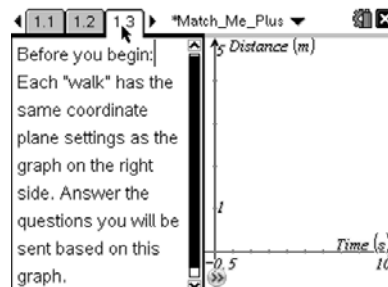 1.1 1.2 1.3 *Match_Me_Plus
Before you begin:
Each "walk" has the
same coordinate
plane settings as the
graph on the right
side. Answer the
questions you will be
sent based on this
graph.
5 Distance (m)
1
Time (s)
-0.5
10